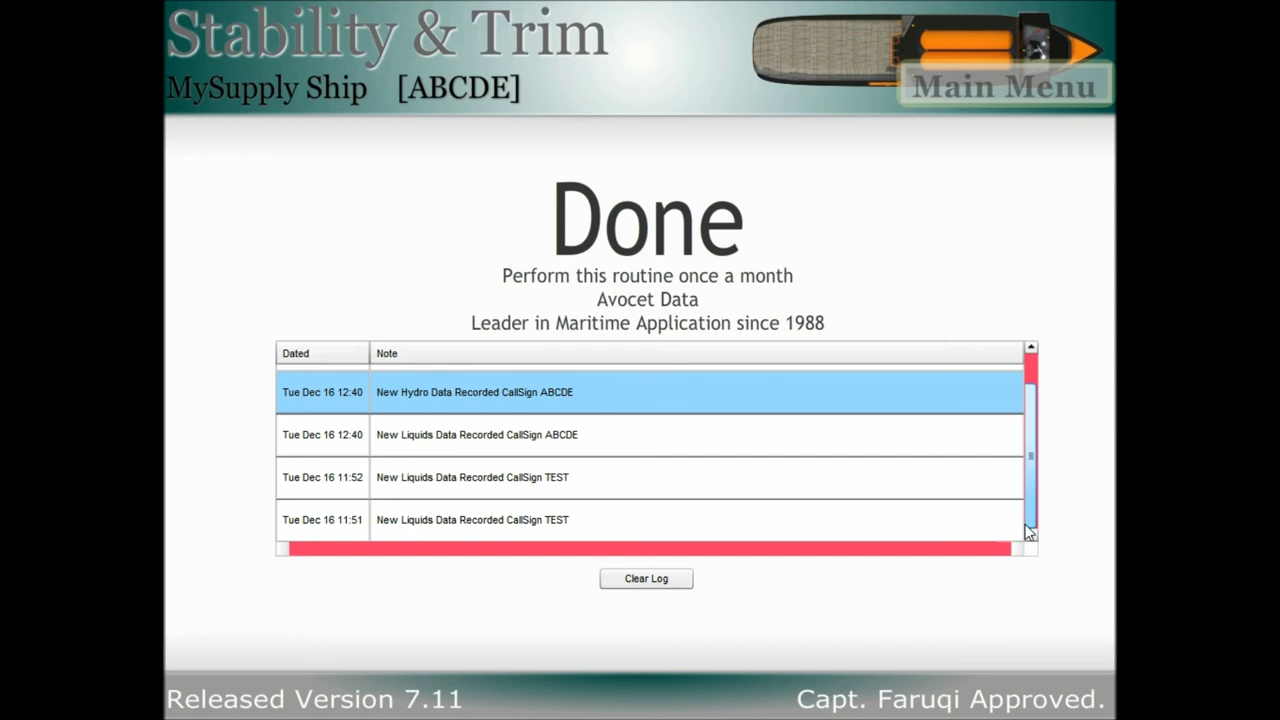 Stability & Trim
MySupply Ship [ABCDE]
Main Menu
Done
Perform this routine once a month
Avocet Data
Leader in Maritime Application since 1988
Dated Note
Tue Dec 16 12:40 New Hydro Data Recorded CallSign ABCDE
Tue Dec 16 12:40 New Liquids Data Recorded CallSign ABCDE
Tue Dec 16 11:52 New Liquids Data Recorded CallSign TEST
Tue Dec 16 11:51 New Liquids Data Recorded CallSign TEST
Clear Log
Released Version 7.11 Capt. Faruqi Approved.